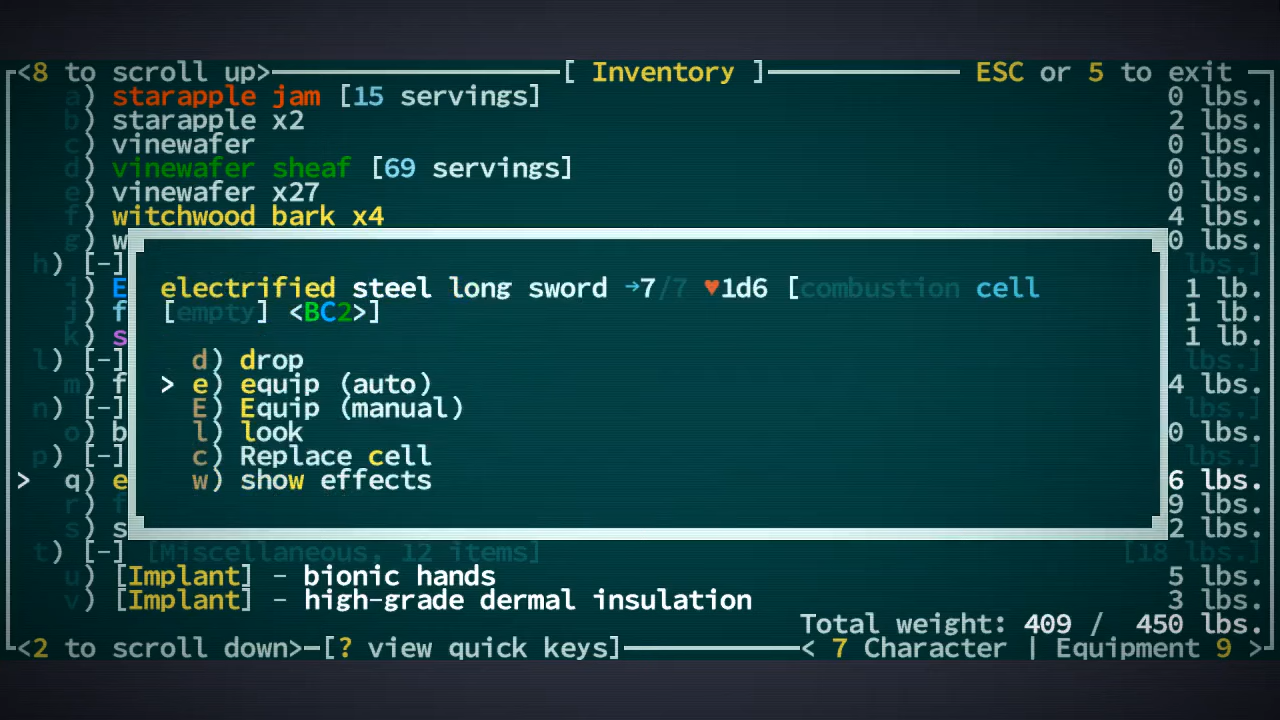 <8 to scroll up> [ Inventory ] ESC or 5 to exit
a) starapple jam [15 servings] 0 lbs.
b) starapple x2 2 lbs.
c) vinewafer 0 lbs.
d) vinewafer sheaf [69 servings] 0 lbs.
e) vinewafer x27 0 lbs.
f) witchwood bark x4 4 lbs.
g) w 0 lbs.
h) [-] lbs.]
i) E 1 lb.
j) f 1 lb.
k) s 1 lb.
l) [-] lbs.]
m) f 4 lbs.
n) [-] lbs.]
o) b 0 lbs.
p) [-] lbs.]
> q) e 6 lbs.
r) f 9 lbs.
s) s 2 lbs.
electrified steel long sword →7/7 ♥1d6 [combustion cell
[empty] <BC2>]
d) drop
> e) equip (auto)
E) Equip (manual)
l) look
c) Replace cell
w) show effects
t) [-] [Miscellaneous, 12 items] [18 lbs.]
u) [Implant] - bionic hands 5 lbs.
v) [Implant] - high-grade dermal insulation 3 lbs.
Total weight: 409 / 450 lbs.
<2 to scroll down> [? view quick keys] < 7 Character | Equipment 9 >